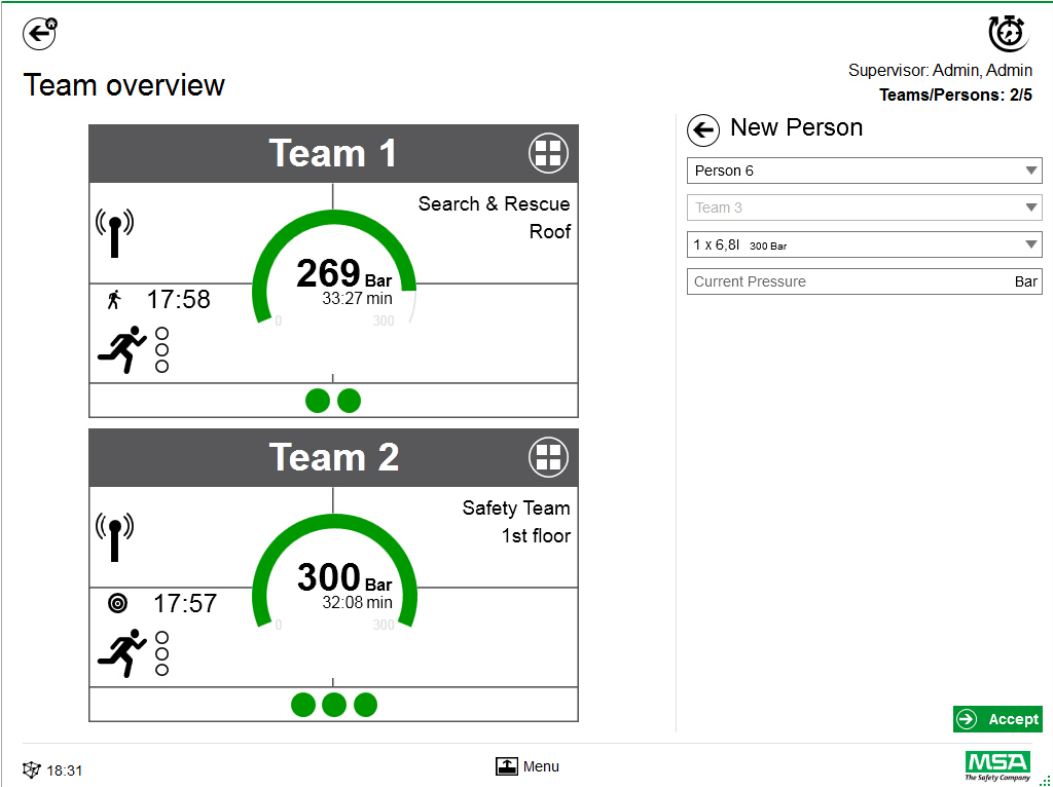 Team overview
Supervisor: Admin, Admin
Teams/Persons: 2/5
Team 1
Search & Rescue
Roof
269 Bar
33:27 min
0 300
17:58
Team 2
Safety Team
1st floor
300 Bar
32:08 min
0 300
17:57
New Person
Person 6
Team 3
1 x 6,8l 300 Bar
Current Pressure Bar
Accept
18:31
Menu
MSA
The Safety Company